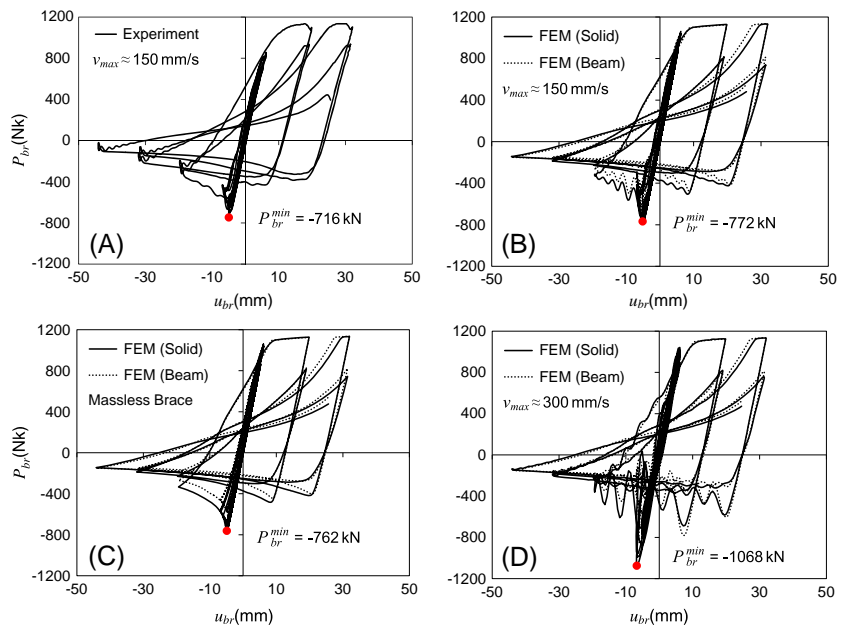 1200
800
400
0
-400
-800
1200
-50 -30 -10 10 30 50
P_br(Nk)
u_br(mm)
Experiment
v_max ≈ 150 mm/s
(A)
P_br^min = -716 kN
1200
800
400
0
-400
-800
-1200
-50 -30 -10 10 30 50
u_br(mm)
FEM (Solid)
FEM (Beam)
v_max ≈ 150 mm/s
(B)
P_br^min = -772 kN
1200
800
400
0
-400
-800
1200
-50 -30 -10 10 30 50
P_br(Nk)
u_br(mm)
FEM (Solid)
FEM (Beam)
Massless Brace
(C)
P_br^min = -762 kN
1200
800
400
0
-400
-800
-1200
-50 -30 -10 10 30 50
u_br(mm)
FEM (Solid)
FEM (Beam)
v_max ≈ 300 mm/s
(D)
P_br^min = -1068 kN